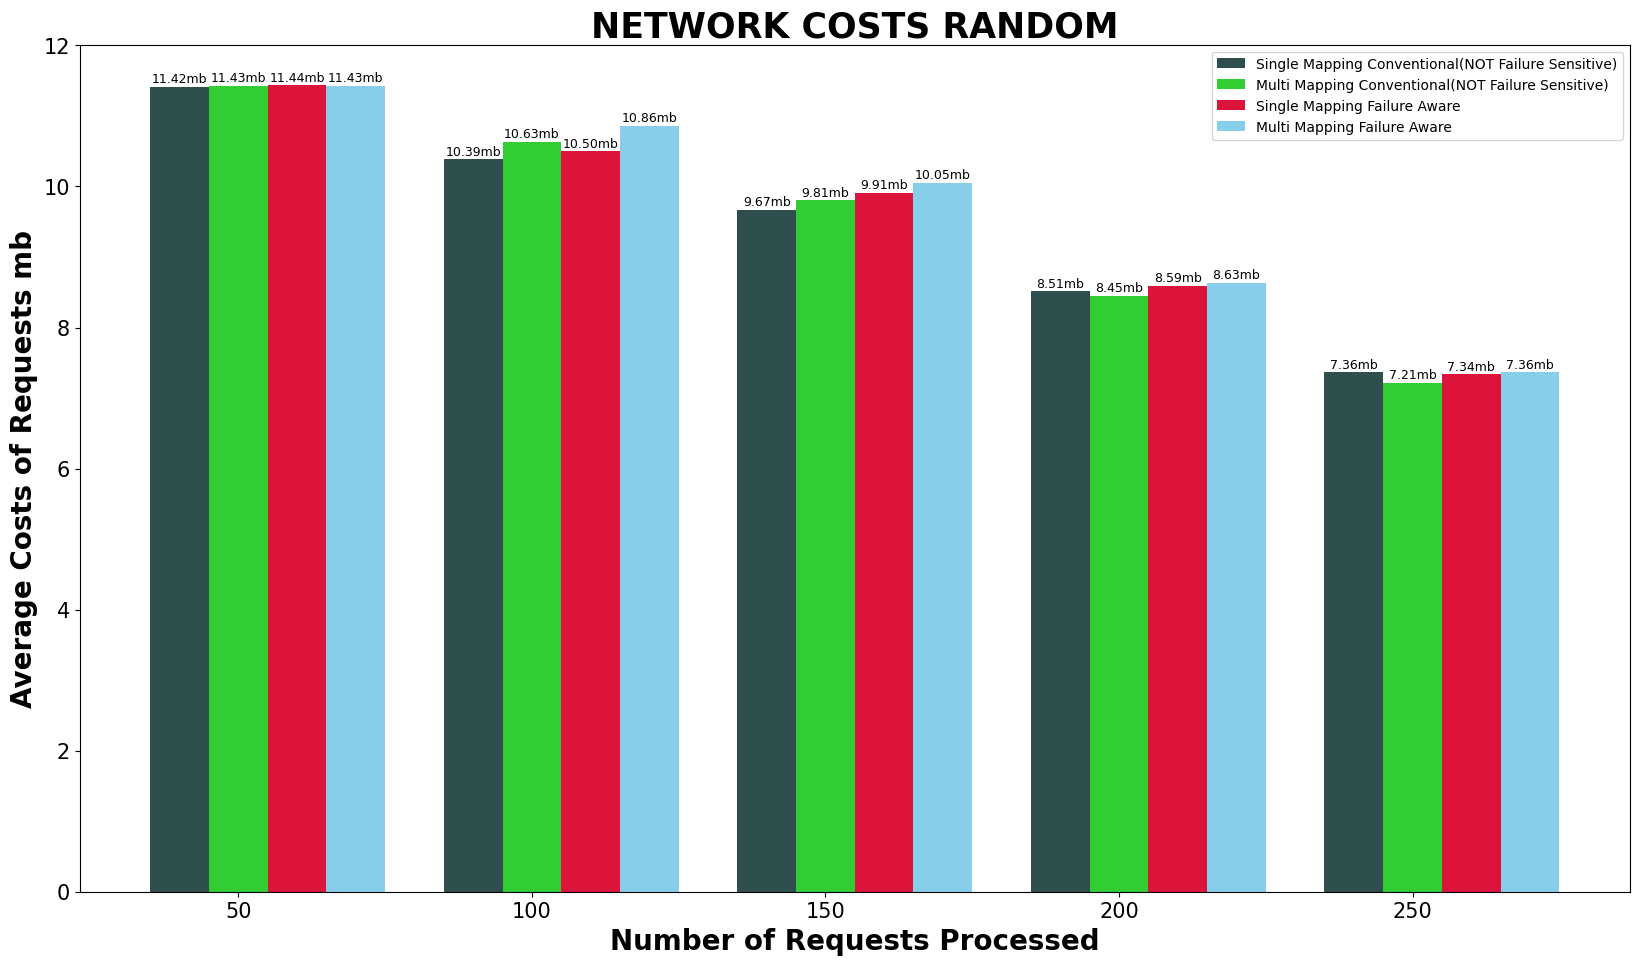 NETWORK COSTS RANDOM
Average Costs of Requests mb
12
10
8
6
4
2
0
11.42mb 11.43mb 11.44mb 11.43mb
10.39mb 10.63mb 10.50mb 10.86mb
9.67mb 9.81mb 9.91mb 10.05mb
8.51mb 8.45mb 8.59mb 8.63mb
7.36mb 7.21mb 7.34mb 7.36mb
Single Mapping Conventional(NOT Failure Sensitive)
Multi Mapping Conventional(NOT Failure Sensitive)
Single Mapping Failure Aware
Multi Mapping Failure Aware
50 100 150 200 250
Number of Requests Processed